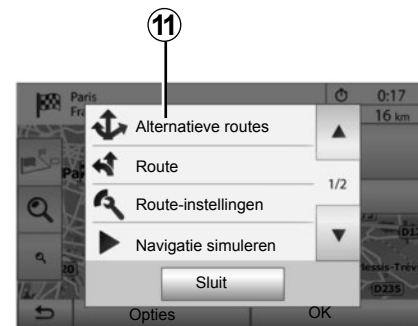 11
Paris
0:17
Fra
16 km
Alternatieve routes
Route
1/2
Route-instellingen
Navigatie simuleren
D235
Sluit
Opties
OK